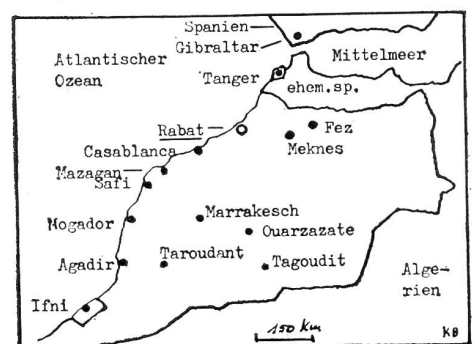 Spanien
Gibraltar
Atlantischer
Ozean
Mittelmeer
Tanger
ehem.sp.
Rabat
Fez
Casablanca
Meknes
Mazagan
Safi
Mogador
Marrakesch
Ouarzazate
Agadir
Taroudant
Tagoudit
Alge-
rien
Ifni
150 Km
KB